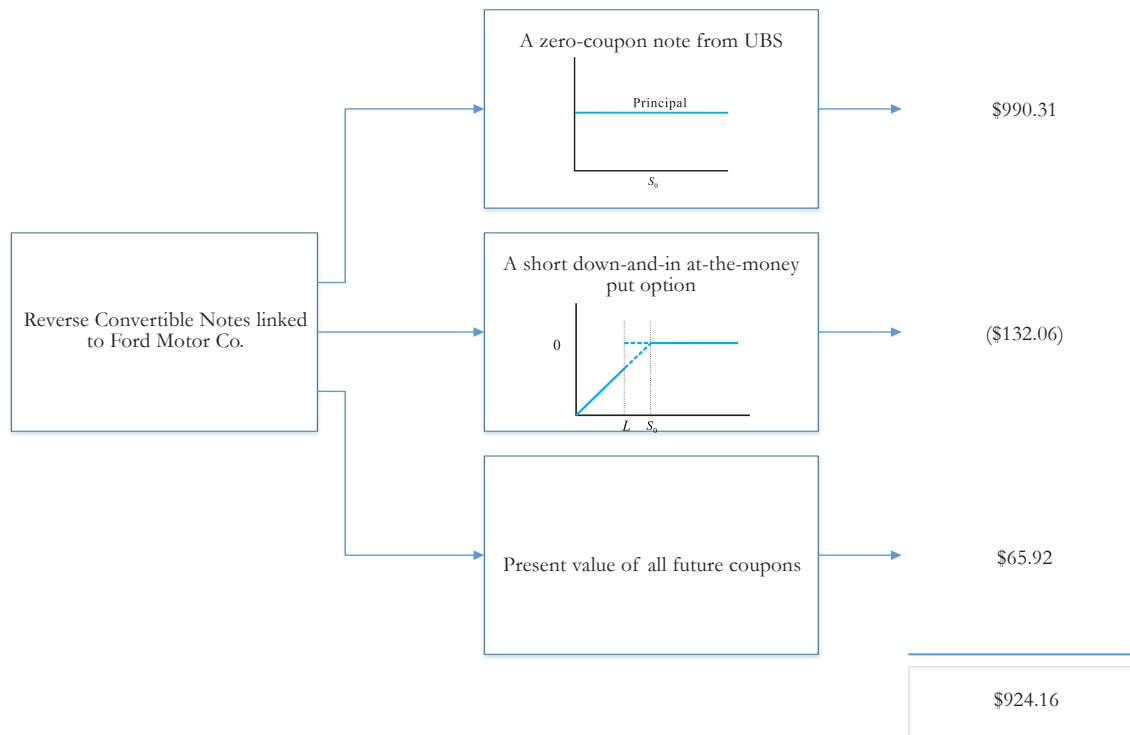 A zero-coupon note from UBS
Principal
S₀
$990.31
Reverse Convertible Notes linked
to Ford Motor Co.
A short down-and-in at-the-money
put option
0
L S₀
($132.06)
Present value of all future coupons
$65.92
$924.16